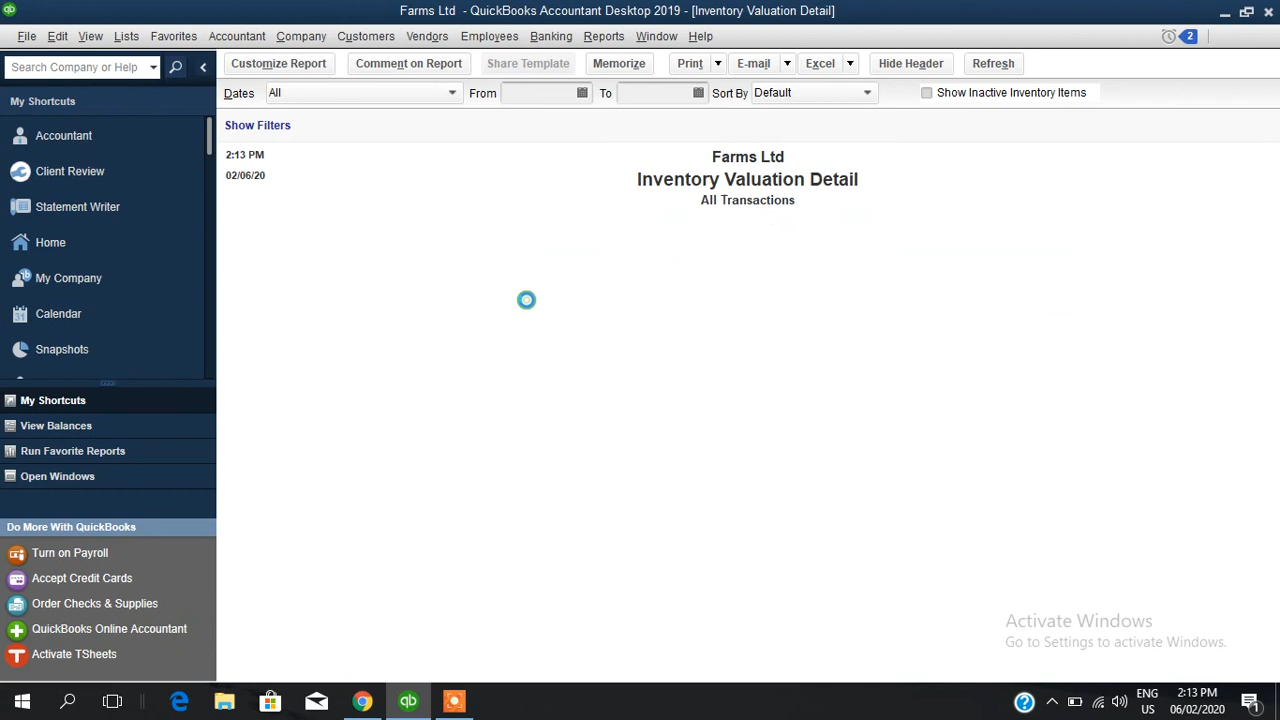 Farms Ltd - QuickBooks Accountant Desktop 2019 - [Inventory Valuation Detail]
File Edit View Lists Favorites Accountant Company Customers Vendors Employees Banking Reports Window Help
2
Search Company or Help
Customize Report Comment on Report Share Template Memorize Print E-mail Excel Hide Header Refresh
Dates All From To Sort By Default Show Inactive Inventory Items
My Shortcuts
Show Filters
Accountant
Client Review
Statement Writer
Home
My Company
Calendar
31
Snapshots
2:13 PM
02/06/20
Farms Ltd
Inventory Valuation Detail
All Transactions
My Shortcuts
View Balances
Run Favorite Reports
Open Windows
Do More With QuickBooks
Turn on Payroll
Accept Credit Cards
Order Checks & Supplies
QuickBooks Online Accountant
Activate TSheets
Activate Windows
Go to Settings to activate Windows.
ENG
US
2:13 PM
06/02/2020
1